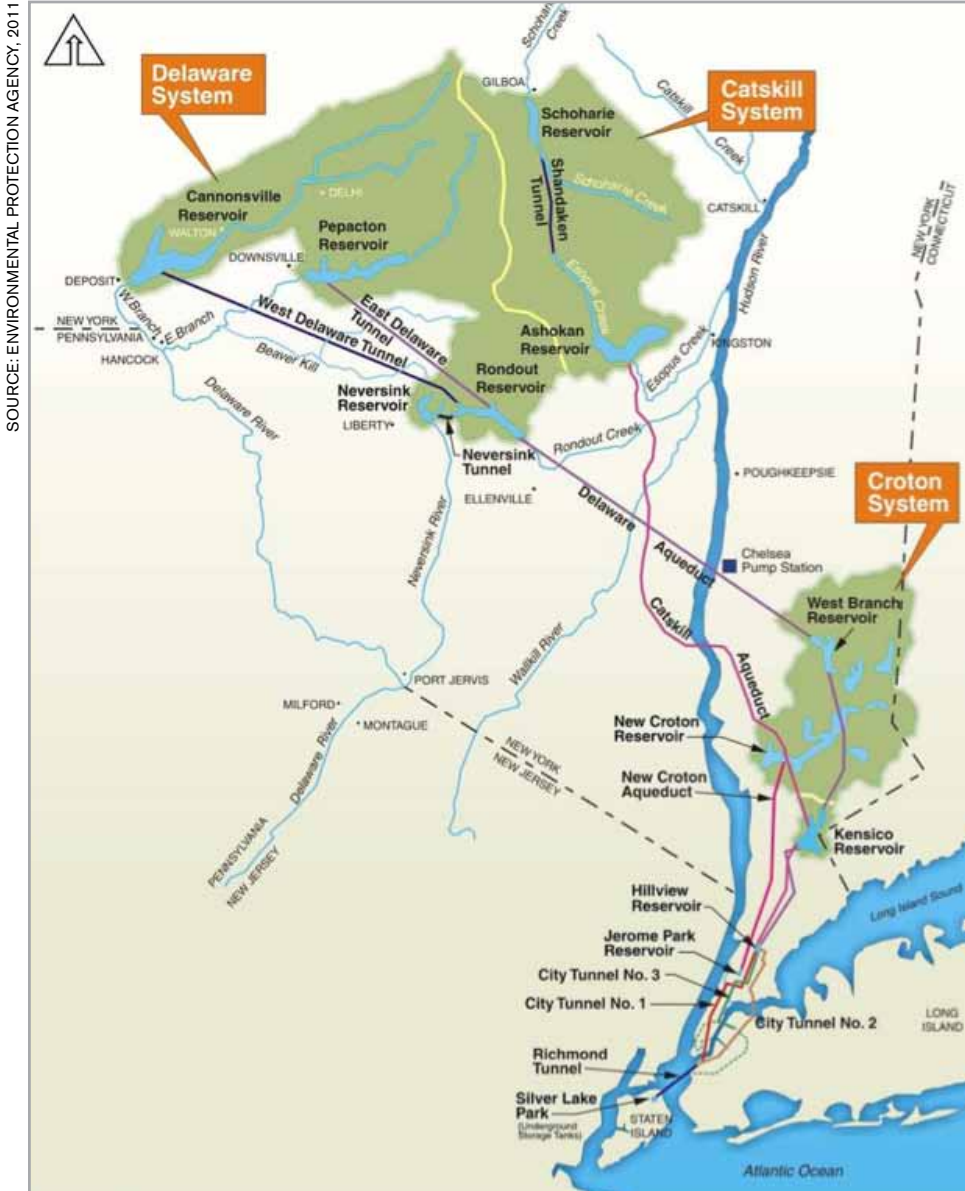 SOURCE: ENVIRONMENTAL PROTECTION AGENCY, 2011
Delaware
System
Catskill
System
Schoharie
Creek
GILBOA
Schoharie
Reservoir
Catskill
Creek
Shandaken
Tunnel
Schoharie Creek
CATSKILL
NEW YORK
CONNECTICUT
Cannonsville
Reservoir
DELHI
WALTON
Pepacton
Reservoir
DOWNSVILLE
DEPOSIT
W.Branch
E.Branch
NEW YORK
PENNSYLVANIA
HANCOCK
West Delaware Tunnel
East Delaware
Tunnel
Beaver Kill
Esopus Creek
Ashokan
Reservoir
Hudson River
KINGSTON
Esopus Creek
Rondout
Reservoir
Neversink
Reservoir
LIBERTY
Neversink
Tunnel
Rondout Creek
Delaware River
ELLENVILLE
POUGHKEEPSIE
Croton
System
Delaware
Aqueduct
Chelsea
Pump Station
Neversink River
West Branch
Reservoir
Catskill
Aqueduct
Wallkill River
PORT JERVIS
MILFORD
MONTAGUE
Delaware River
New Croton
Reservoir
NEW YORK
NEW JERSEY
New Croton
Aqueduct
PENNSYLVANIA
NEW JERSEY
Kensico
Reservoir
Hillview
Reservoir
Long Island Sound
Jerome Park
Reservoir
City Tunnel No. 3
City Tunnel No. 1
City Tunnel No. 2
LONG
ISLAND
Richmond
Tunnel
Silver Lake
Park
(Underground
Storage Tanks)
STATEN
ISLAND
Atlantic Ocean